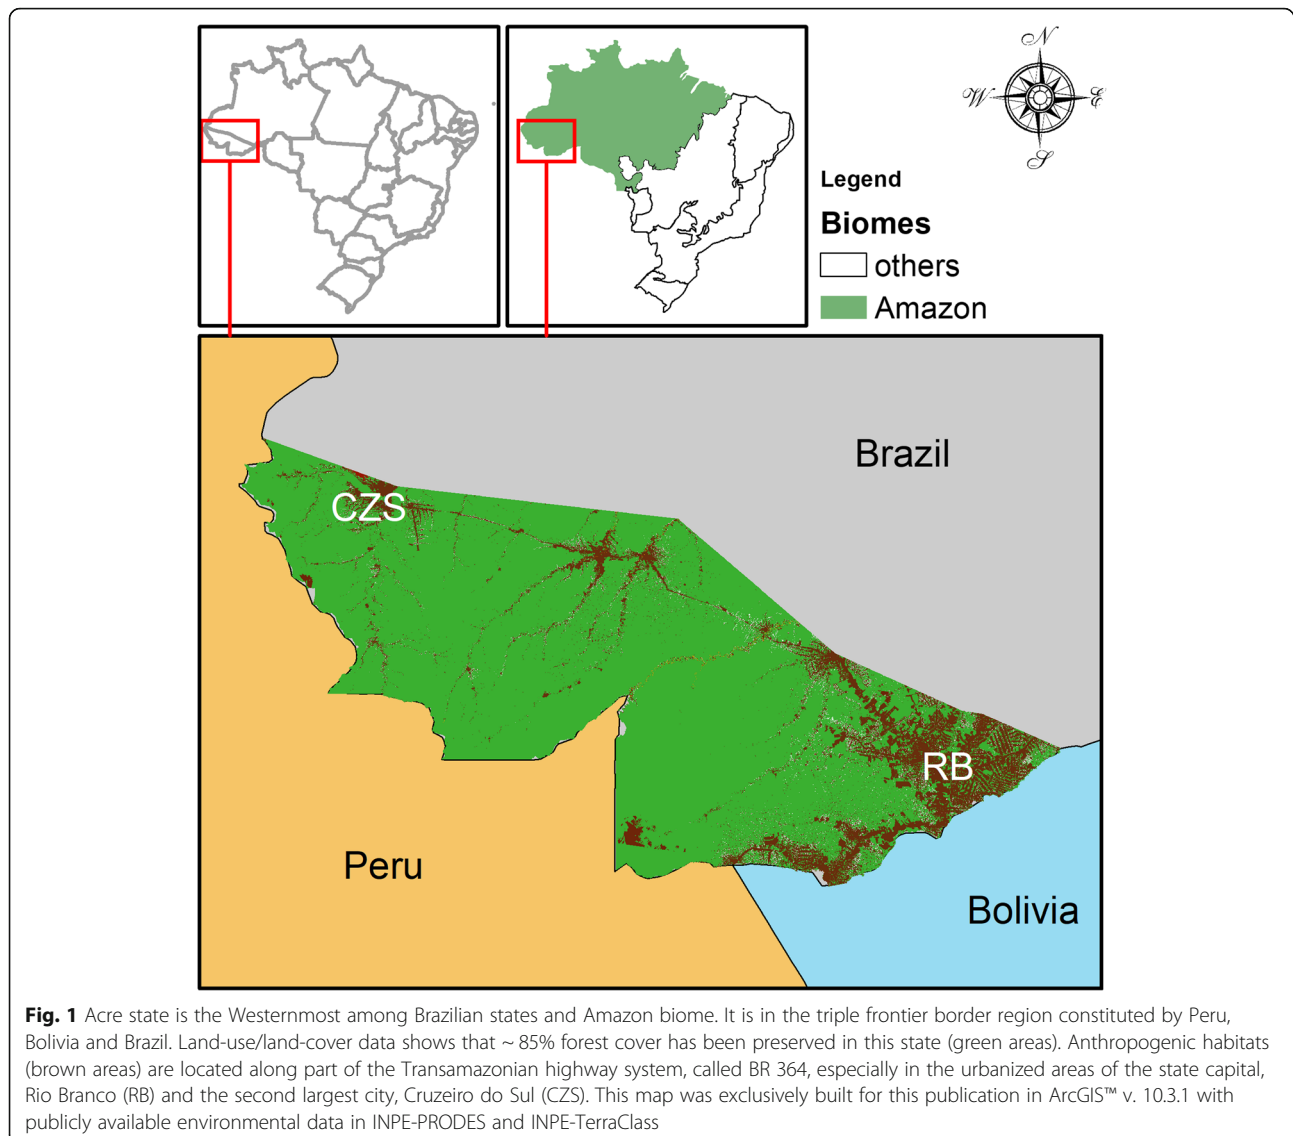 N
W E
S
Legend
Biomes
others
Amazon
Brazil
CZS
RB
Peru
Bolivia
Fig. 1 Acre state is the Westernmost among Brazilian states and Amazon biome. It is in the triple frontier border region constituted by Peru,
Bolivia and Brazil. Land-use/land-cover data shows that ~ 85% forest cover has been preserved in this state (green areas). Anthropogenic habitats
(brown areas) are located along part of the Transamazonian highway system, called BR 364, especially in the urbanized areas of the state capital,
Rio Branco (RB) and the second largest city, Cruzeiro do Sul (CZS). This map was exclusively built for this publication in ArcGIS™ v. 10.3.1 with
publicly available environmental data in INPE-PRODES and INPE-TerraClass